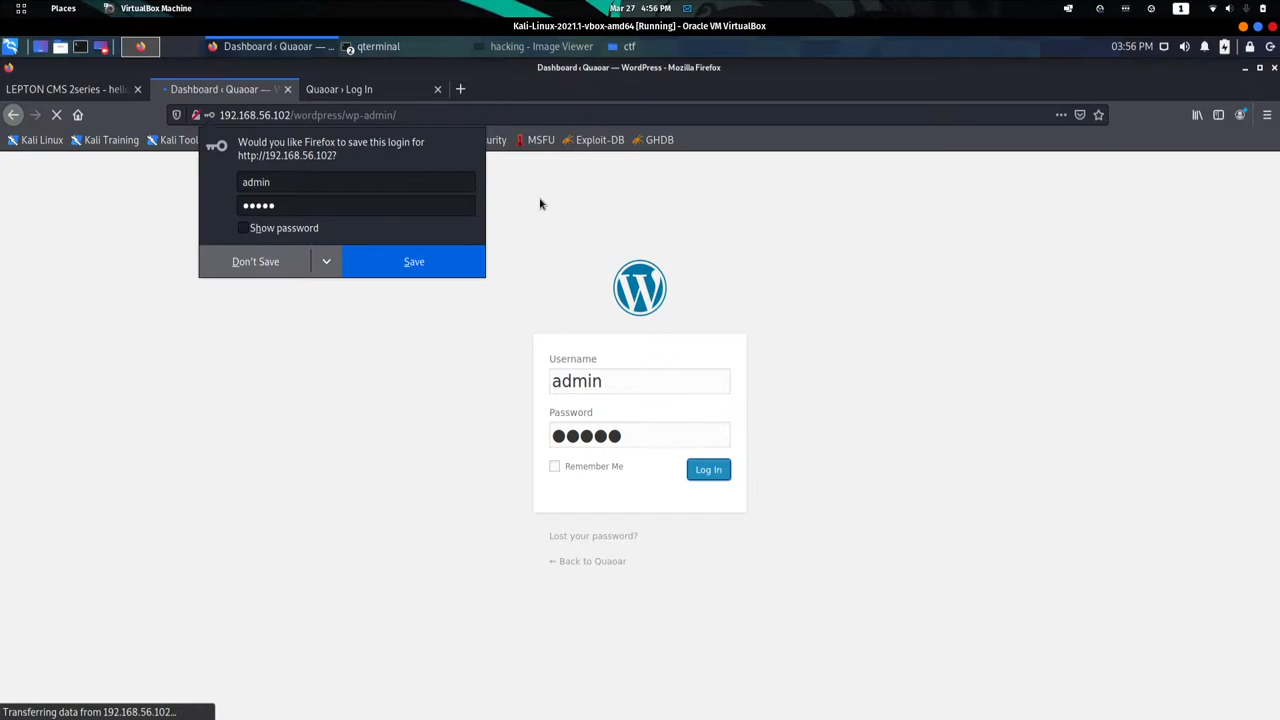 Places
VirtualBox Machine
Mar 27 4:56 PM
1
Kali-Linux-2021.1-vbox-amd64 [Running] - Oracle VM VirtualBox
Dashboard ‹ Quaoar — ...
qterminal
hacking - Image Viewer
ctf
03:56 PM
Dashboard ‹ Quaoar — WordPress - Mozilla Firefox
LEPTON CMS 2series - hell
Dashboard ‹ Quaoar —
Quaoar › Log In
192.168.56.102/wordpress/wp-admin/
Kali Linux
Kali Training
Kali Tool
urity
MSFU
Exploit-DB
GHDB
Would you like Firefox to save this login for
http://192.168.56.102?
admin
•••••
Show password
Don't Save
Save
Username
admin
Password
●●●●●
Remember Me
Log In
Lost your password?
← Back to Quaoar
Transferring data from 192.168.56.102...